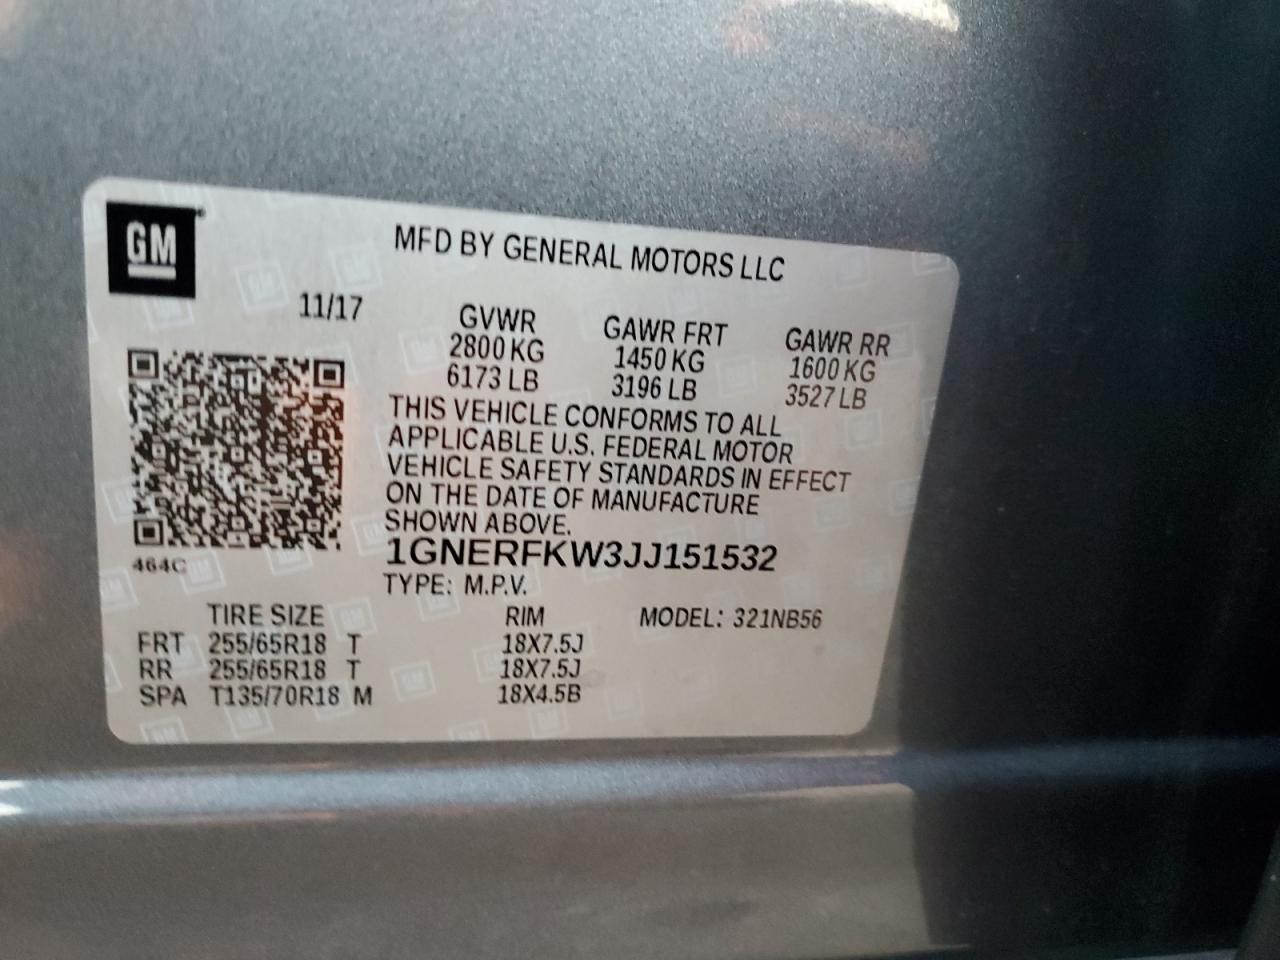 GM
MFD BY GENERAL MOTORS LLC
11/17
GVWR GAWR FRT GAWR RR
2800 KG 1450 KG 1600 KG
6173 LB 3196 LB 3527 LB
THIS VEHICLE CONFORMS TO ALL
APPLICABLE U.S. FEDERAL MOTOR
VEHICLE SAFETY STANDARDS IN EFFECT
ON THE DATE OF MANUFACTURE
SHOWN ABOVE.
464C
1GNERFKW3JJ151532
TYPE: M.P.V.
TIRE SIZE RIM MODEL: 321NB56
FRT 255/65R18 T 18X7.5J
RR 255/65R18 T 18X7.5J
SPA T135/70R18 M 18X4.5B